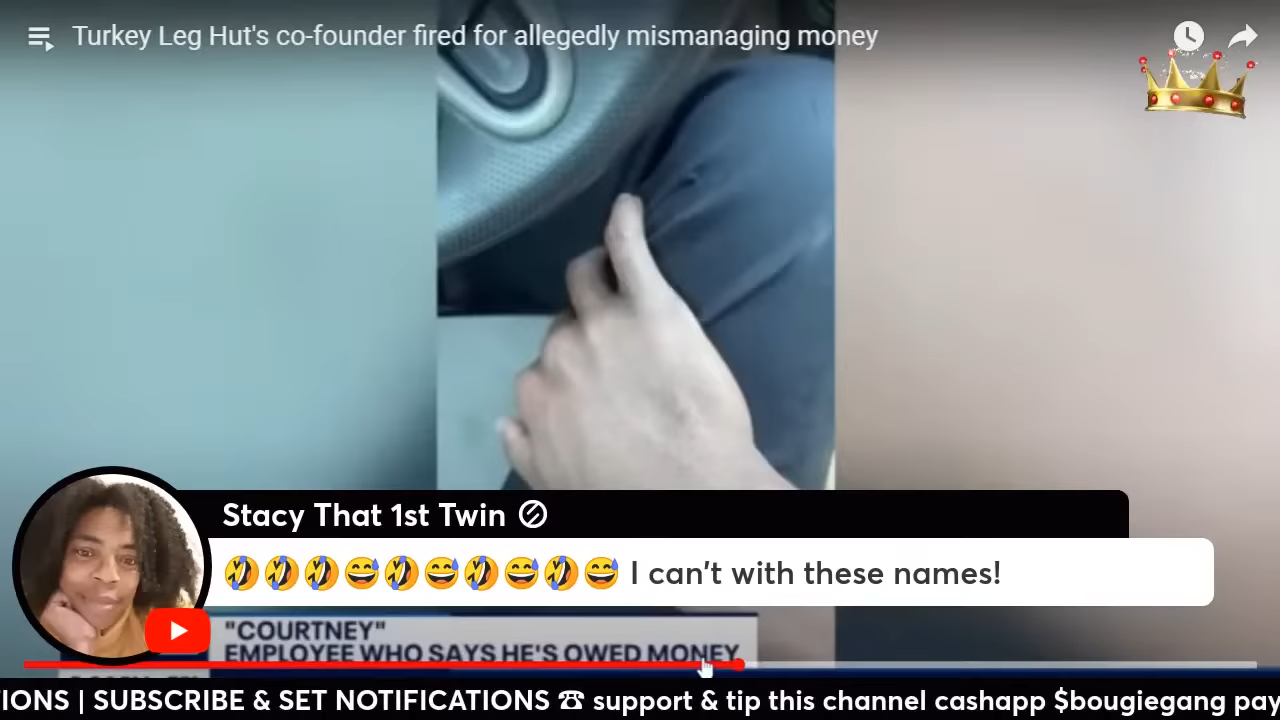 Turkey Leg Hut's co-founder fired for allegedly mismanaging money
Stacy That 1st Twin
🤣🤣🤣😅🤣😅🤣😅🤣😅 I can't with these names!
"COURTNEY"
EMPLOYEE WHO SAYS HE'S OWED MONEY
IONS | SUBSCRIBE & SET NOTIFICATIONS ☎ support & tip this channel cashapp $bougiegang pay